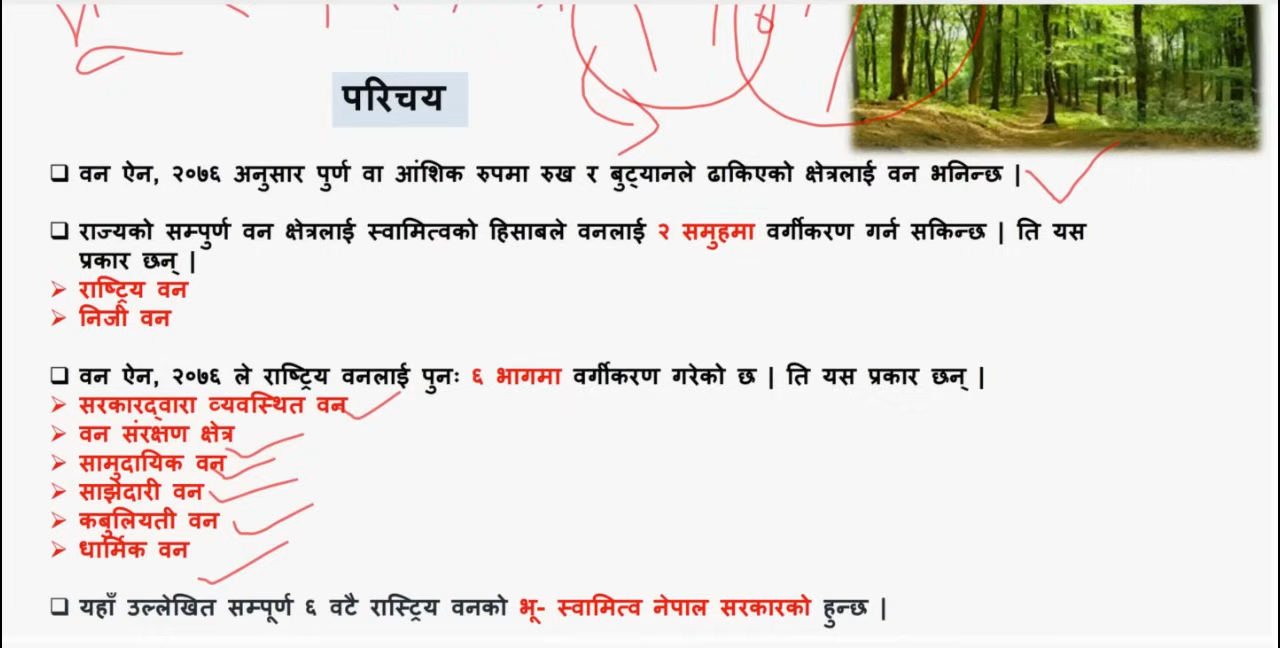 परिचय
❑ वन ऐन, २०७६ अनुसार पुर्ण वा आंशिक रुपमा रुख र बुट्यानले ढाकिएको क्षेत्रलाई वन भनिन्छ |
❑ राज्यको सम्पुर्ण वन क्षेत्रलाई स्वामित्वको हिसाबले वनलाई २ समुहमा वर्गीकरण गर्न सकिन्छ | ति यस
प्रकार छन् |
➢ राष्ट्रिय वन
➢ निजी वन
❑ वन ऐन, २०७६ ले राष्ट्रिय वनलाई पुनः ६ भागमा वर्गीकरण गरेको छ | ति यस प्रकार छन् |
➢ सरकारद्वारा व्यवस्थित वन
➢ वन संरक्षण क्षेत्र
➢ सामुदायिक वन
➢ साझेदारी वन
➢ कबुलियती वन
➢ धार्मिक वन
❑ यहाँ उल्लेखित सम्पूर्ण ६ वटै रास्ट्रिय वनको भू- स्वामित्व नेपाल सरकारको हुन्छ |